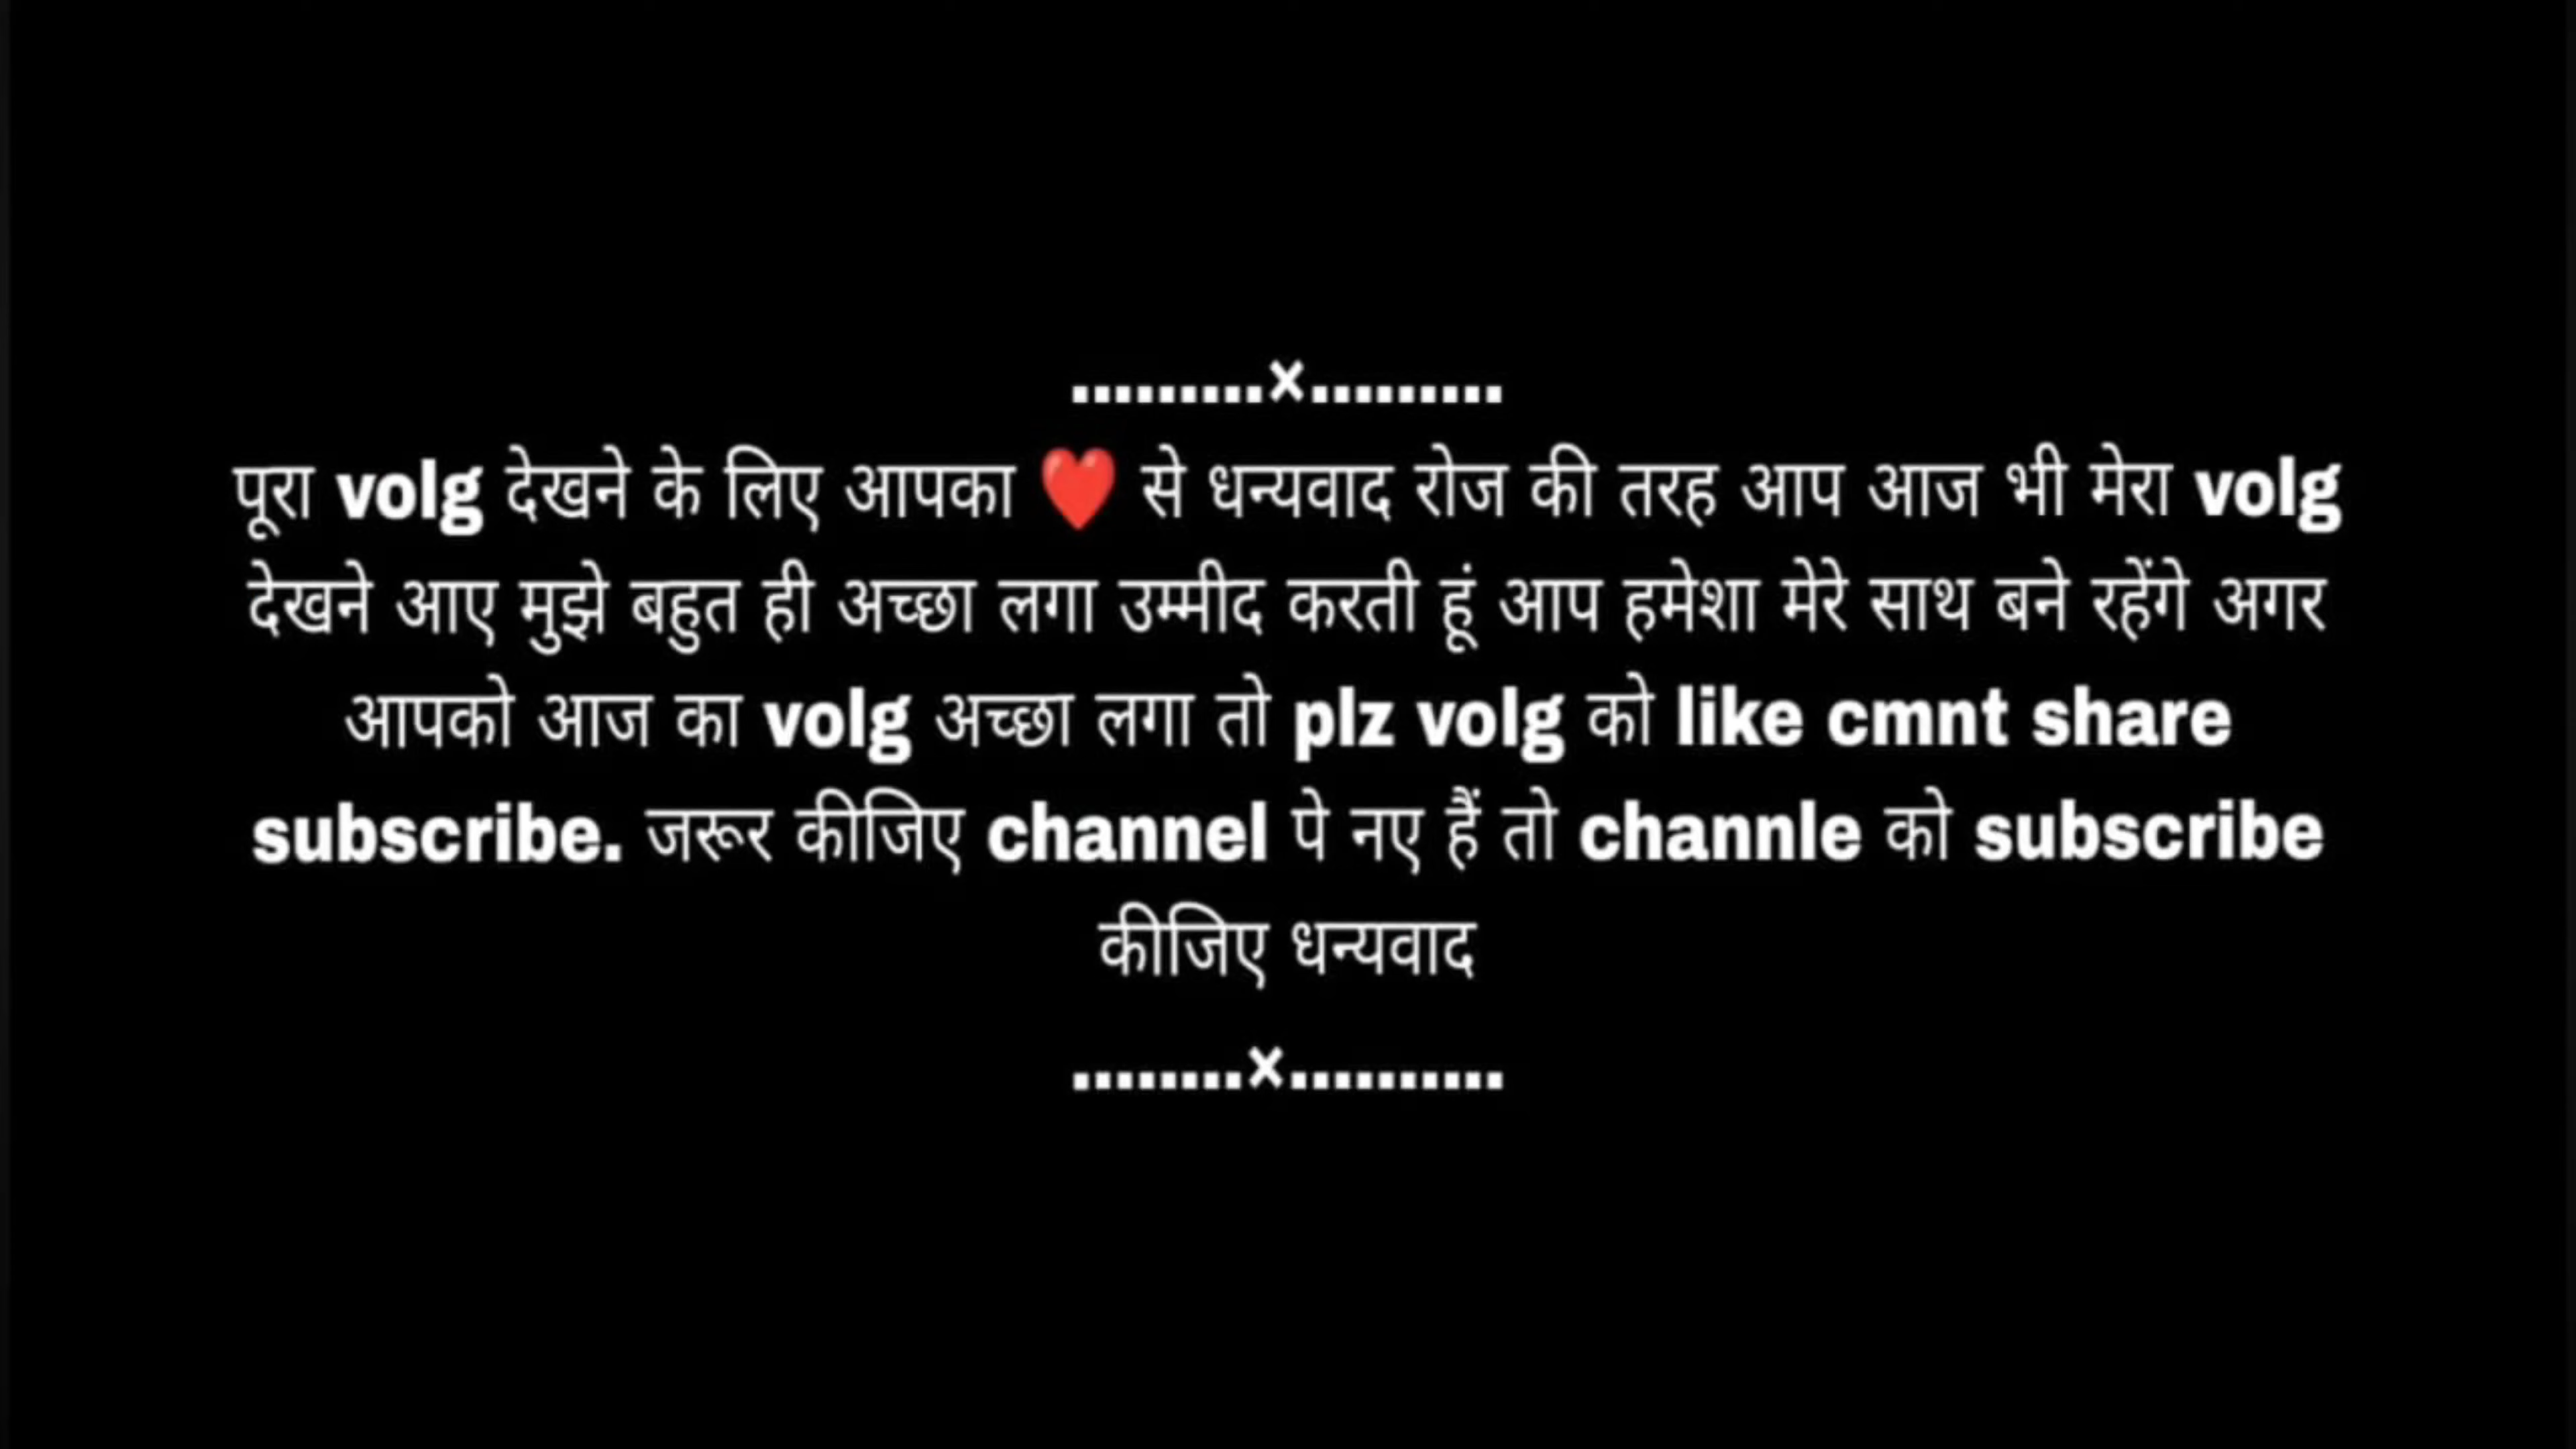 .........×.........
पूरा volg देखने के लिए आपका ❤️ से धन्यवाद रोज की तरह आप आज भी मेरा volg
देखने आए मुझे बहुत ही अच्छा लगा उम्मीद करती हूं आप हमेशा मेरे साथ बने रहेंगे अगर
आपको आज का volg अच्छा लगा तो plz volg को like cmnt share
subscribe. जरूर कीजिए channel पे नए हैं तो channle को subscribe
कीजिए धन्यवाद
........×..........